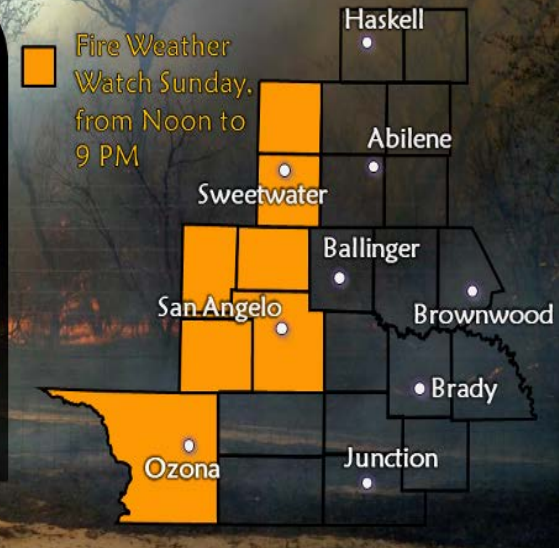 Fire Weather
Watch Sunday,
from Noon to
9 PM
Haskell
Abilene
Sweetwater
Ballinger
San Angelo
Brownwood
Brady
Ozona
Junction